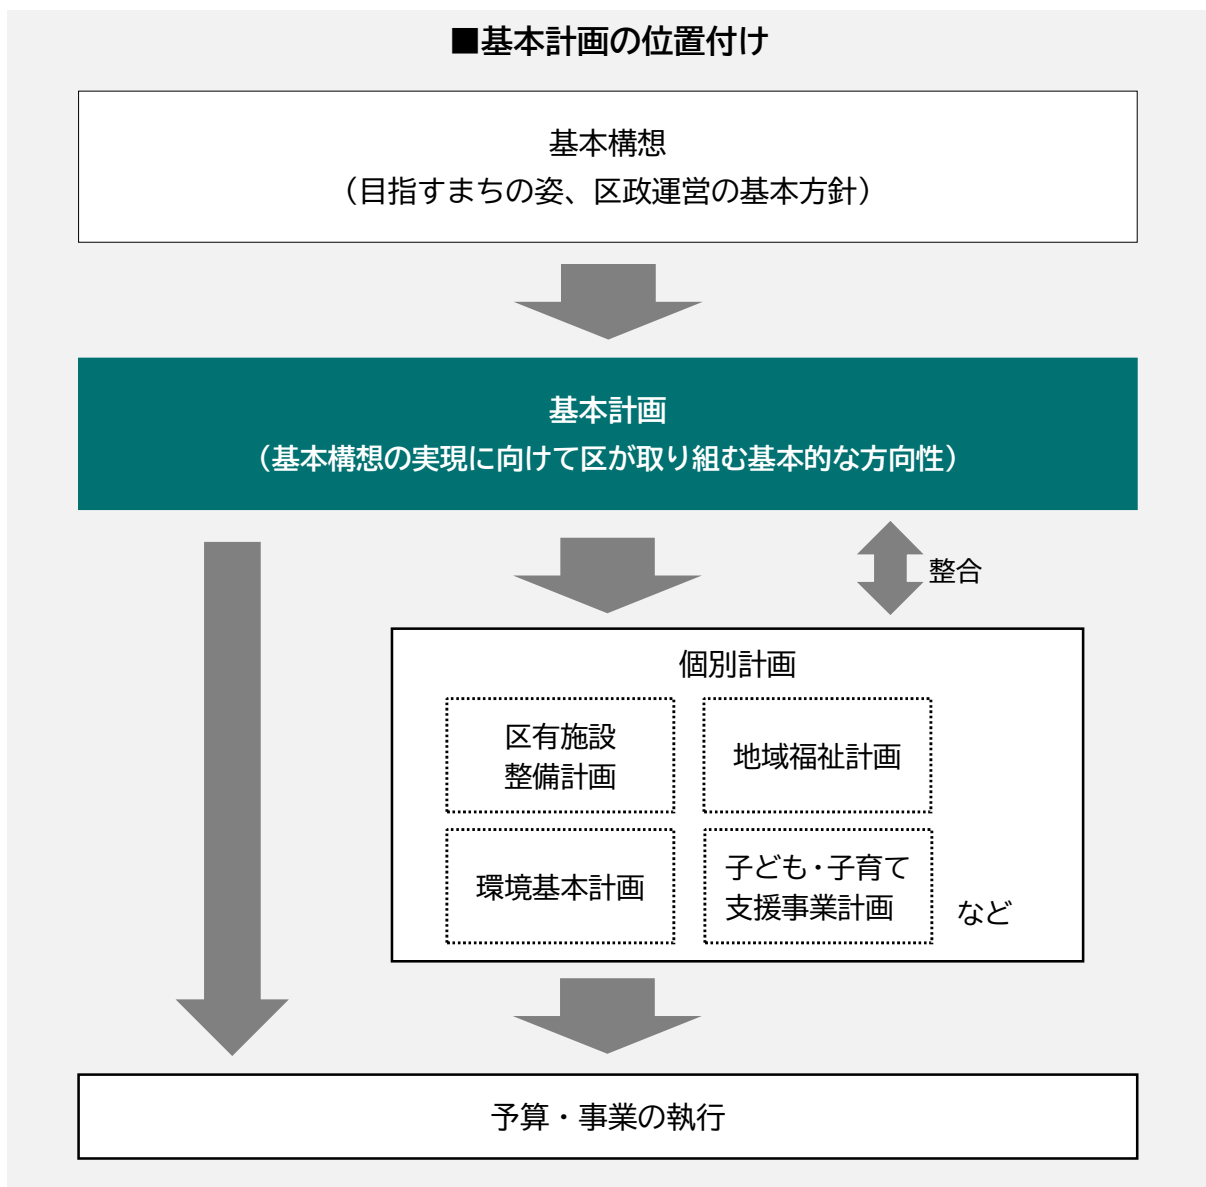 ■基本計画の位置付け
基本構想
（目指すまちの姿、区政運営の基本方針）
基本計画
（基本構想の実現に向けて区が取り組む基本的な方向性）
整合
個別計画
区有施設
整備計画
地域福祉計画
環境基本計画
子ども・子育て
支援事業計画
など
予算・事業の執行